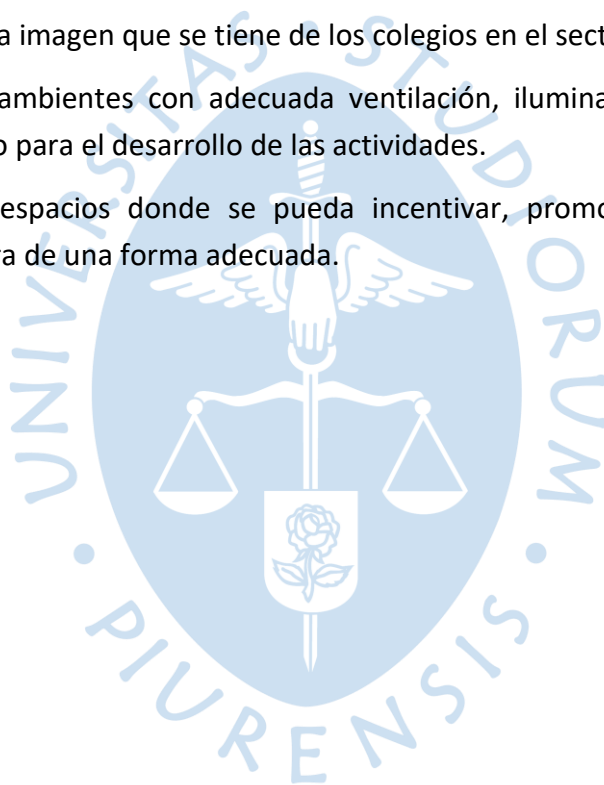 a imagen que se tiene de los colegios en el sect
ambientes con adecuada ventilación, ilumina
o para el desarrollo de las actividades.
espacios donde se pueda incentivar, promo
ra de una forma adecuada.
UNIVERSITAS • STUDIORUM • PIURENSIS